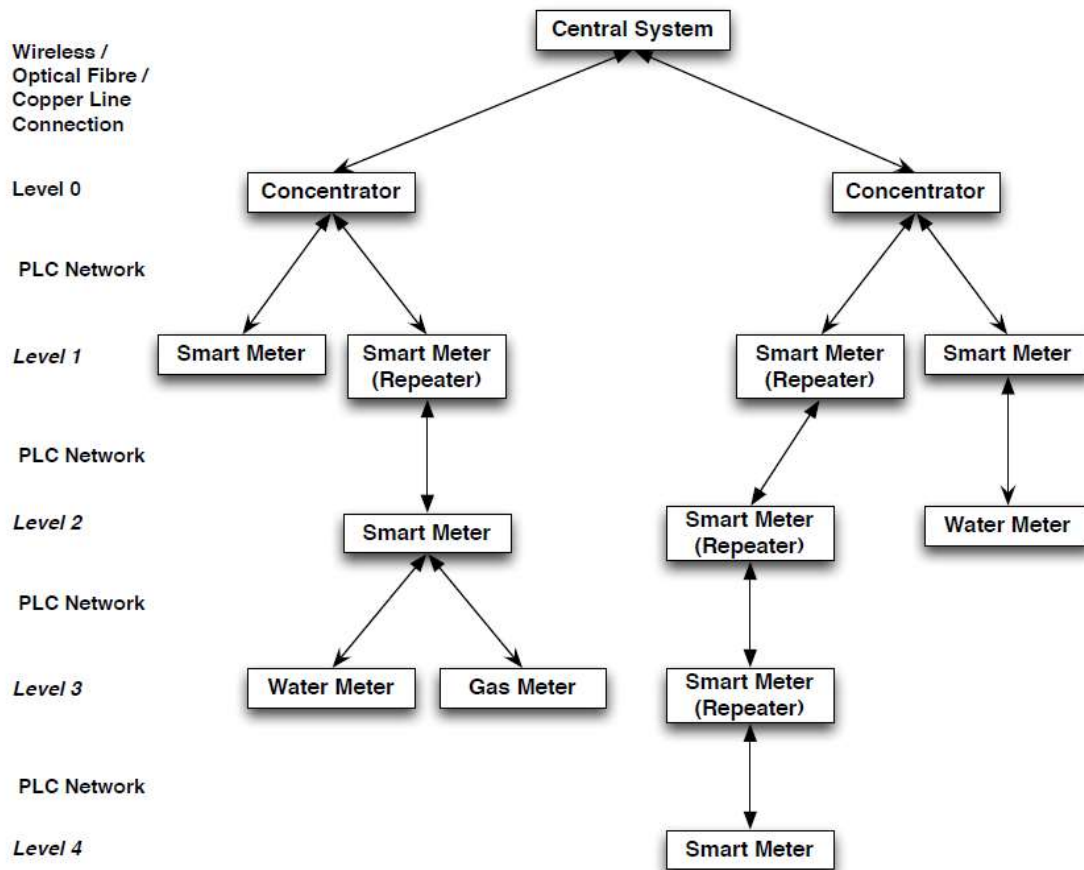 Central System
Wireless /
Optical Fibre /
Copper Line
Connection
Level 0
Concentrator
Concentrator
PLC Network
Level 1
Smart Meter
Smart Meter
(Repeater)
Smart Meter
(Repeater)
Smart Meter
PLC Network
Level 2
Smart Meter
Smart Meter
(Repeater)
Water Meter
PLC Network
Level 3
Water Meter
Gas Meter
Smart Meter
(Repeater)
PLC Network
Level 4
Smart Meter